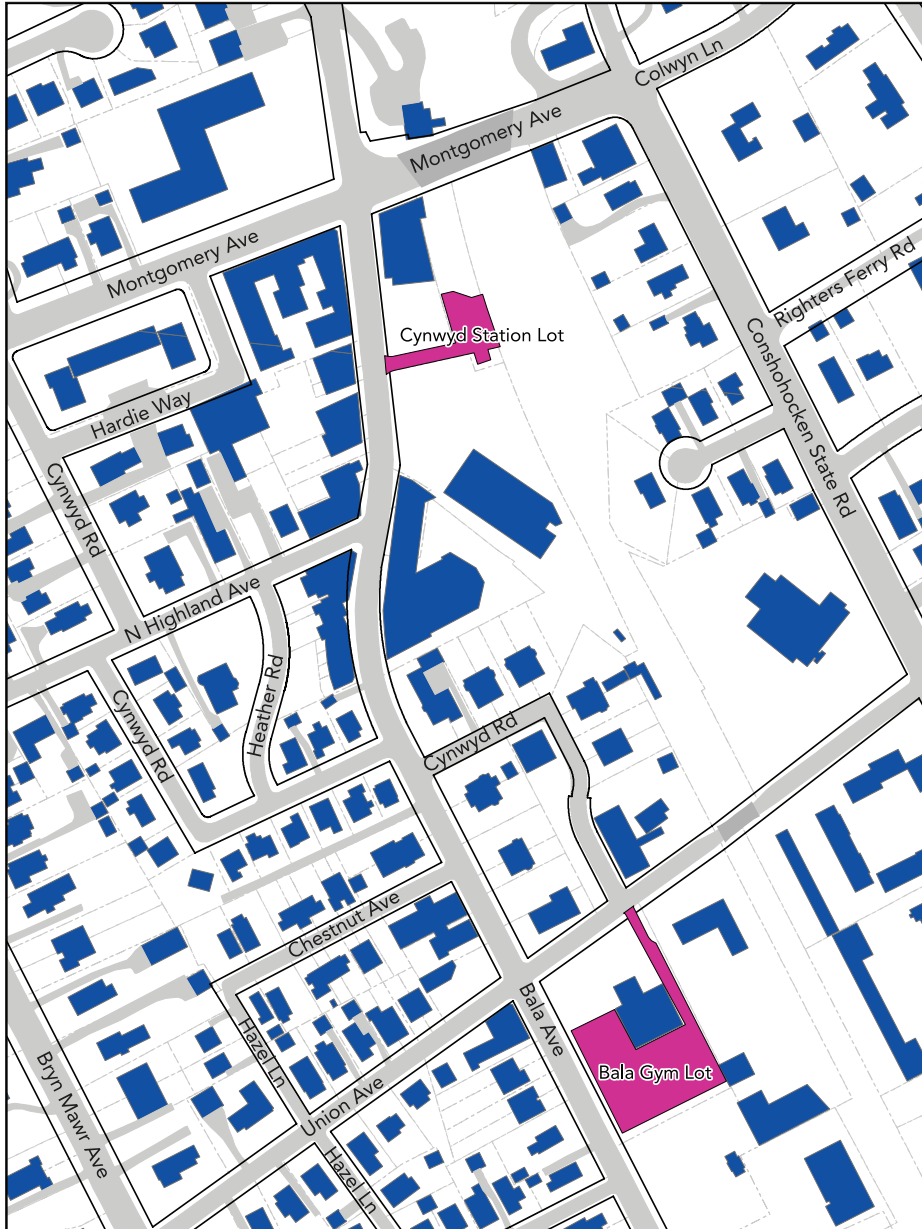 Colwyn Ln
Montgomery Ave
Montgomery Ave
Righters Ferry Rd
Cynwyd Station Lot
Conshohocken State Rd
Hardie Way
Cynwyd Rd
N Highland Ave
Heather Rd
Cynwyd Rd
Cynwyd Rd
Chestnut Ave
Bala Ave
Hazel Ln
Bryn Mawr Ave
Bala Gym Lot
Union Ave
Hazel Ln